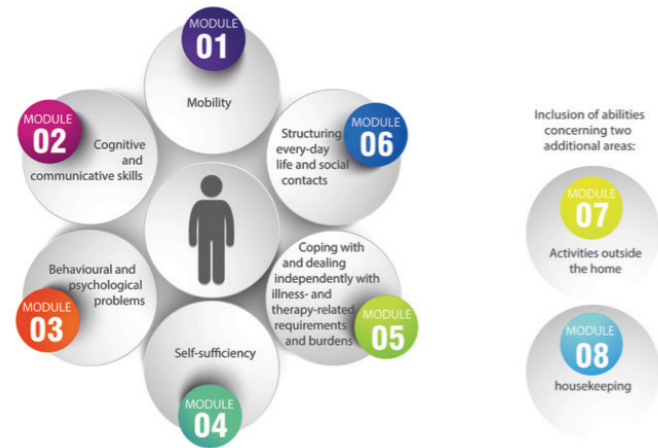 MODULE
01
Mobility
MODULE
02
Cognitive
and
communicative skills
MODULE
03
Behavioural and
psychological
problems
MODULE
04
Self-sufficiency
MODULE
05
Coping with
and dealing
independently with
illness- and
therapy-related
requirements
and burdens
MODULE
06
Structuring
every-day
life and social
contacts
Inclusion of abilities
concerning two
additional areas:
MODULE
07
Activities outside
the home
MODULE
08
housekeeping